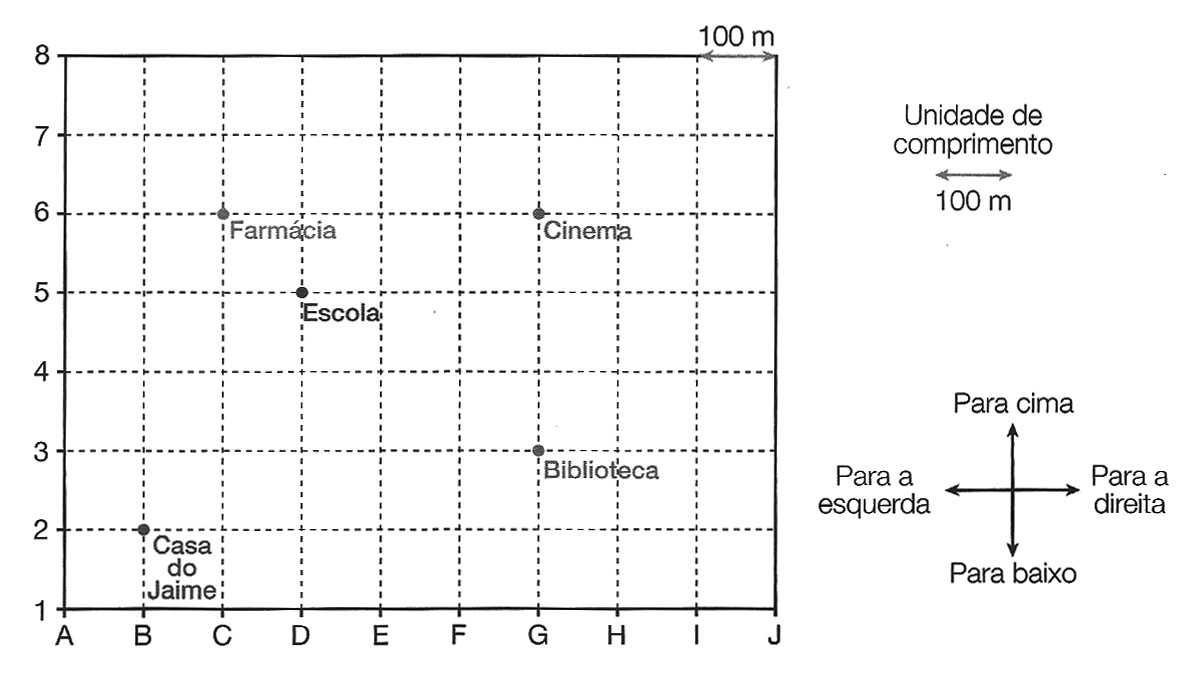 100 m
8
7
6
5
4
3
2
1
Farmácia
Cinema
Escola
Biblioteca
Casa
do
Jaime
A B C D E F G H I J
Unidade de
comprimento
100 m
Para cima
Para a
esquerda
Para a
direita
Para baixo